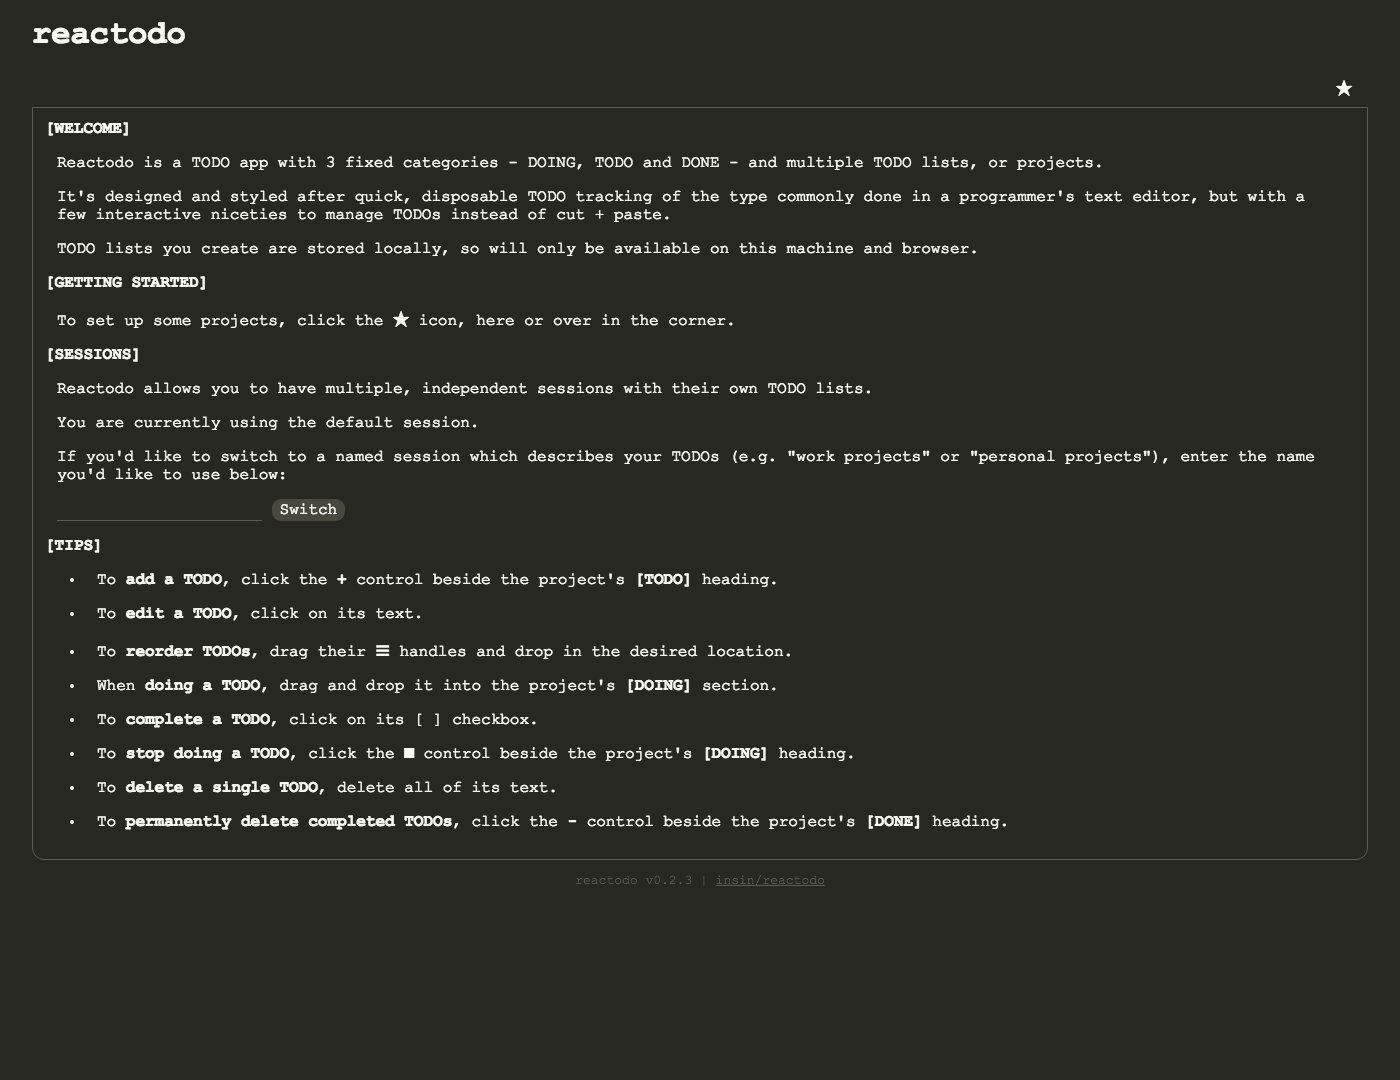 reactodo
★
[WELCOME]
Reactodo is a TODO app with 3 fixed categories - DOING, TODO and DONE - and multiple TODO lists, or projects.
It's designed and styled after quick, disposable TODO tracking of the type commonly done in a programmer's text editor, but with a
few interactive niceties to manage TODOs instead of cut + paste.
TODO lists you create are stored locally, so will only be available on this machine and browser.
[GETTING STARTED]
To set up some projects, click the ★ icon, here or over in the corner.
[SESSIONS]
Reactodo allows you to have multiple, independent sessions with their own TODO lists.
You are currently using the default session.
If you'd like to switch to a named session which describes your TODOs (e.g. "work projects" or "personal projects"), enter the name
you'd like to use below:
Switch
[TIPS]
• To add a TODO, click the + control beside the project's [TODO] heading.
• To edit a TODO, click on its text.
• To reorder TODOs, drag their ☰ handles and drop in the desired location.
• When doing a TODO, drag and drop it into the project's [DOING] section.
• To complete a TODO, click on its [ ] checkbox.
• To stop doing a TODO, click the ■ control beside the project's [DOING] heading.
• To delete a single TODO, delete all of its text.
• To permanently delete completed TODOs, click the - control beside the project's [DONE] heading.
reactodo v0.2.3 | insin/reactodo